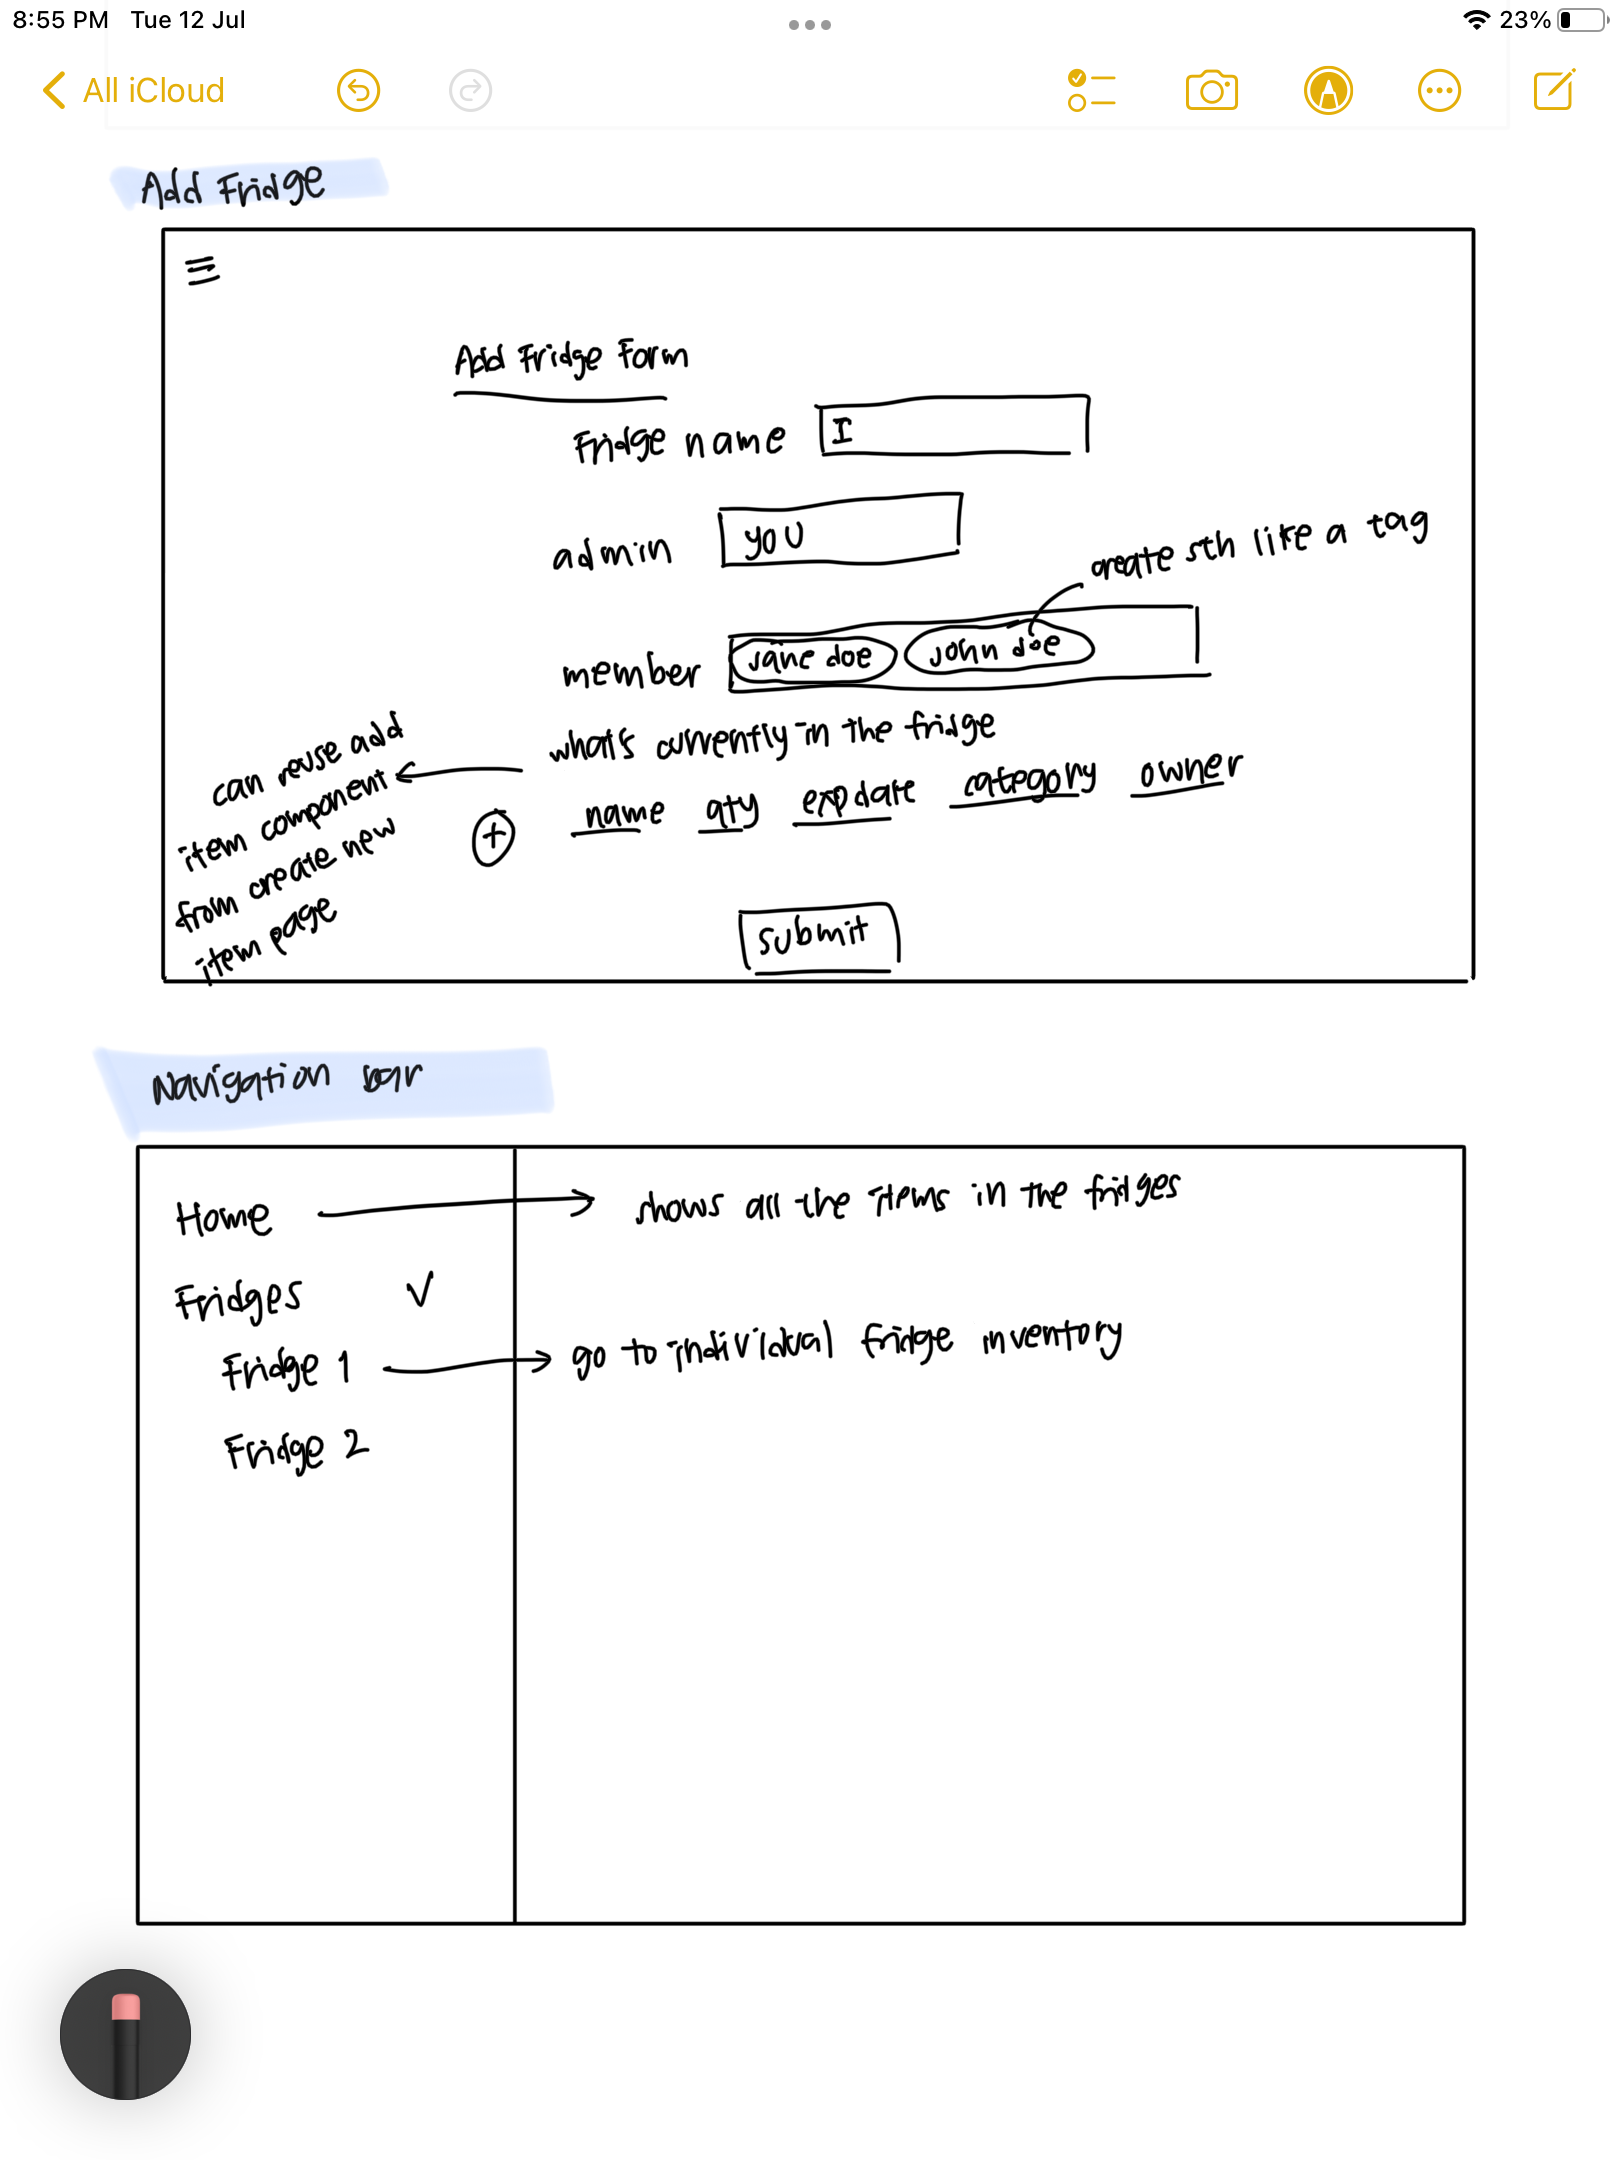 8:55 PM Tue 12 Jul
23%
All iCloud
Add Fridge
Add Fridge Form
Fridge name I
admin you
create sth like a tag
member Jane doe John doe
what's currently in the fridge
name qty exp date category owner
+
can reuse add
item component
from create new
item page
submit
Navigation bar
Home → shows all the items in the fridges
Fridges
Fridge 1 → go to individual fridge inventory
Fridge 2